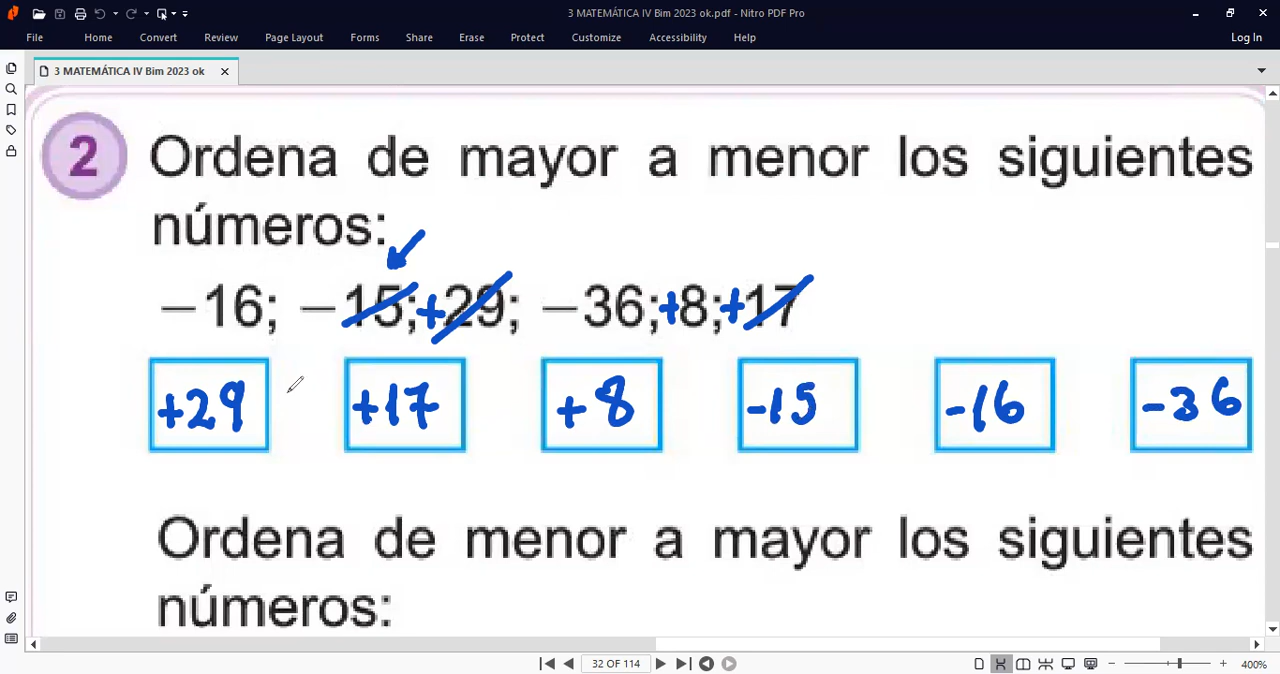 3 MATEMÁTICA IV Bim 2023 ok.pdf - Nitro PDF Pro
File Home Convert Review Page Layout Forms Share Erase Protect Customize Accessibility Help Log In
3 MATEMÁTICA IV Bim 2023 ok
2 Ordena de mayor a menor los siguientes
números:
−16; −15; +29; −36; +8; +17
+29 +17 +8 -15 -16 -36
Ordena de menor a mayor los siguientes
números:
32 OF 114 400%